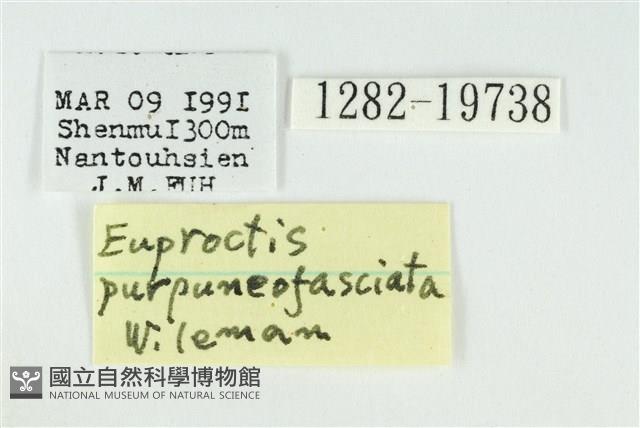 MAR 09 1991
Shenmu1300m
Nantouhsien
J.M.FUH
1282-19738
Euproctis
purpuneofasciata
Wileman
國立自然科學博物館
NATIONAL MUSEUM OF NATURAL SCIENCE